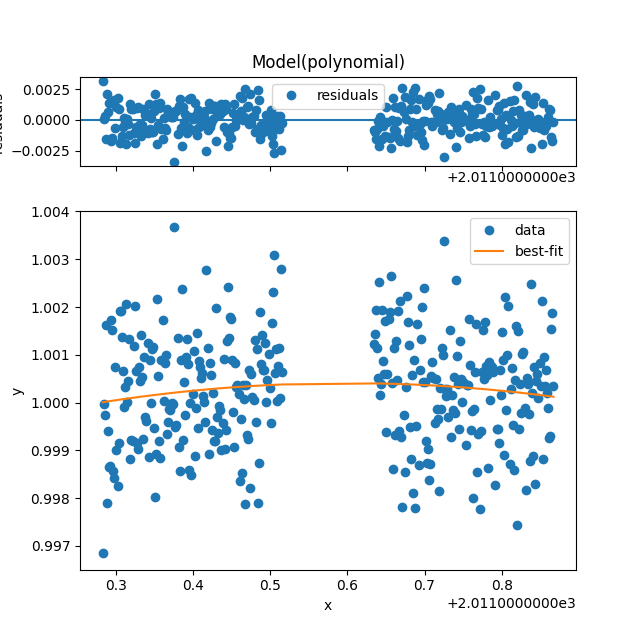 Model(polynomial)
0.0025
0.0000
−0.0025
residuals
+2.0110000000e3
1.004
1.003
1.002
1.001
1.000
0.999
0.998
0.997
y
data
best-fit
0.3
0.4
0.5
0.6
0.7
0.8
x
+2.0110000000e3